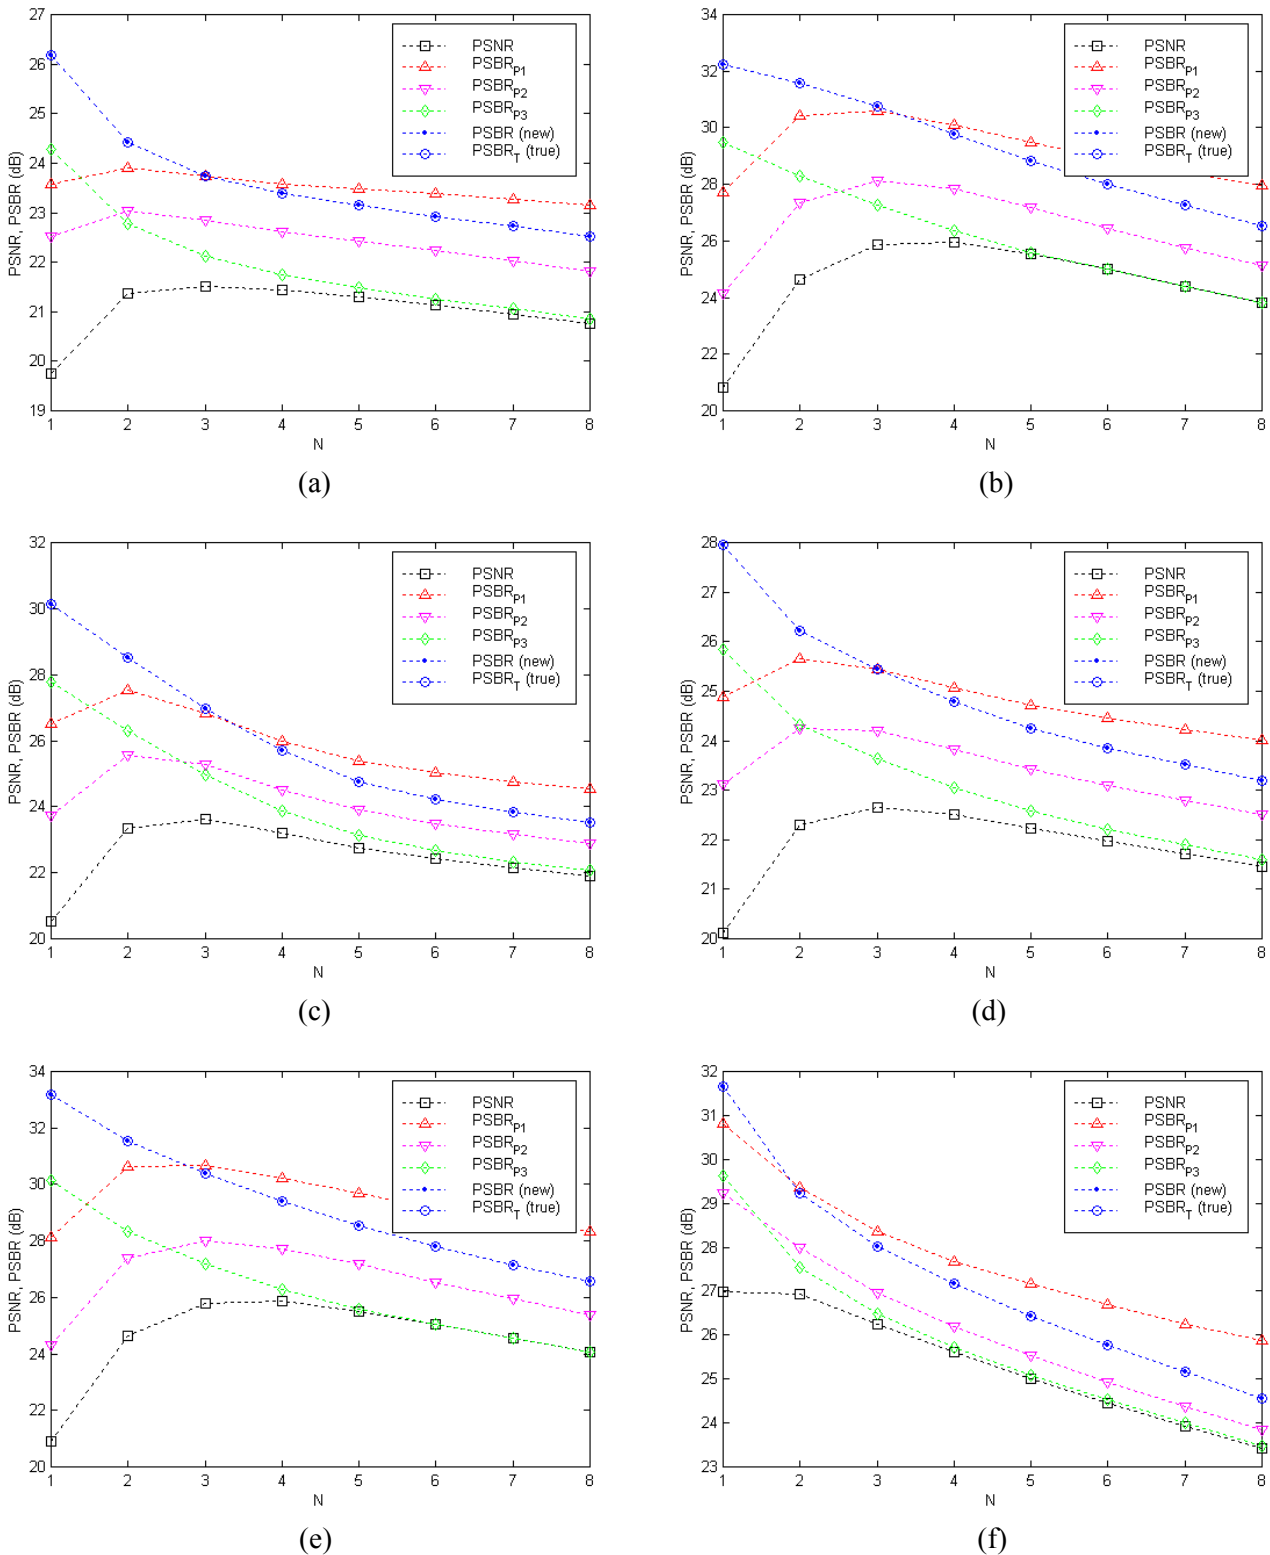 27
26
25
24
23
22
21
20
19
PSNR, PSBR (dB)
PSNR
PSBRP1
PSBRP2
PSBRP3
PSBR (new)
PSBRT (true)
1 2 3 4 5 6 7 8
N
(a)
34
32
30
28
26
24
22
20
PSNR, PSBR (dB)
PSNR
PSBRP1
PSBRP2
PSBRP3
PSBR (new)
PSBRT (true)
1 2 3 4 5 6 7 8
N
(b)
32
30
28
26
24
22
20
PSNR, PSBR (dB)
PSNR
PSBRP1
PSBRP2
PSBRP3
PSBR (new)
PSBRT (true)
1 2 3 4 5 6 7 8
N
(c)
28
27
26
25
24
23
22
21
20
PSNR, PSBR (dB)
PSNR
PSBRP1
PSBRP2
PSBRP3
PSBR (new)
PSBRT (true)
1 2 3 4 5 6 7 8
N
(d)
34
32
30
28
26
24
22
20
PSNR, PSBR (dB)
PSNR
PSBRP1
PSBRP2
PSBRP3
PSBR (new)
PSBRT (true)
1 2 3 4 5 6 7 8
N
(e)
32
31
30
29
28
27
26
25
24
23
PSNR, PSBR (dB)
PSNR
PSBRP1
PSBRP2
PSBRP3
PSBR (new)
PSBRT (true)
1 2 3 4 5 6 7 8
N
(f)